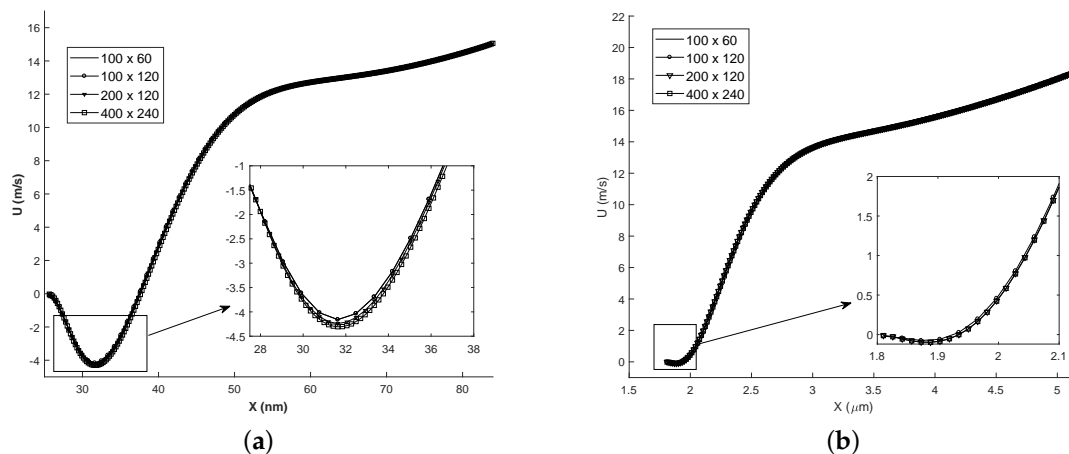 16
14
12
10
8
6
4
2
0
-2
-4
U (m/s)
100 x 60
100 x 120
200 x 120
400 x 240
-1
-1.5
-2
-2.5
-3
-3.5
-4
-4.5
28 30 32 34 36 38
30 40 50 60 70 80
X (nm)
(a)
22
20
18
16
14
12
10
8
6
4
2
0
U (m/s)
100 x 60
100 x 120
200 x 120
400 x 240
2
1.5
1
0.5
0
1.8 1.9 2 2.1
1.5 2 2.5 3 3.5 4 4.5 5
X (μm)
(b)